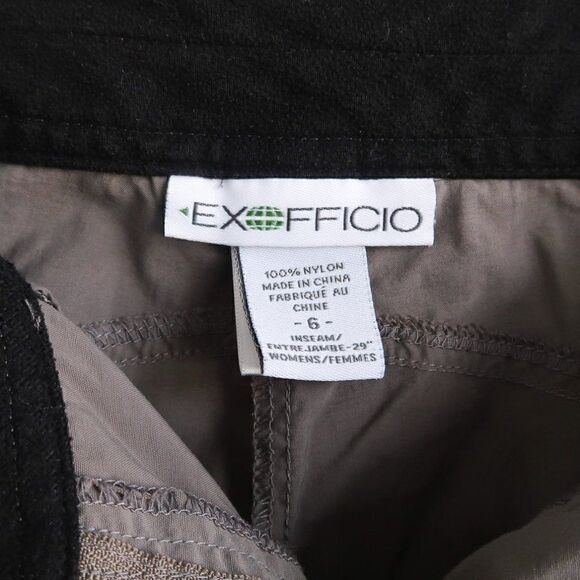 EXOFFICIO
100% NYLON
MADE IN CHINA
FABRIQUÉ AU
CHINE
- 6 -
INSEAM/
ENTREJAMBE-29"
WOMENS/FEMMES